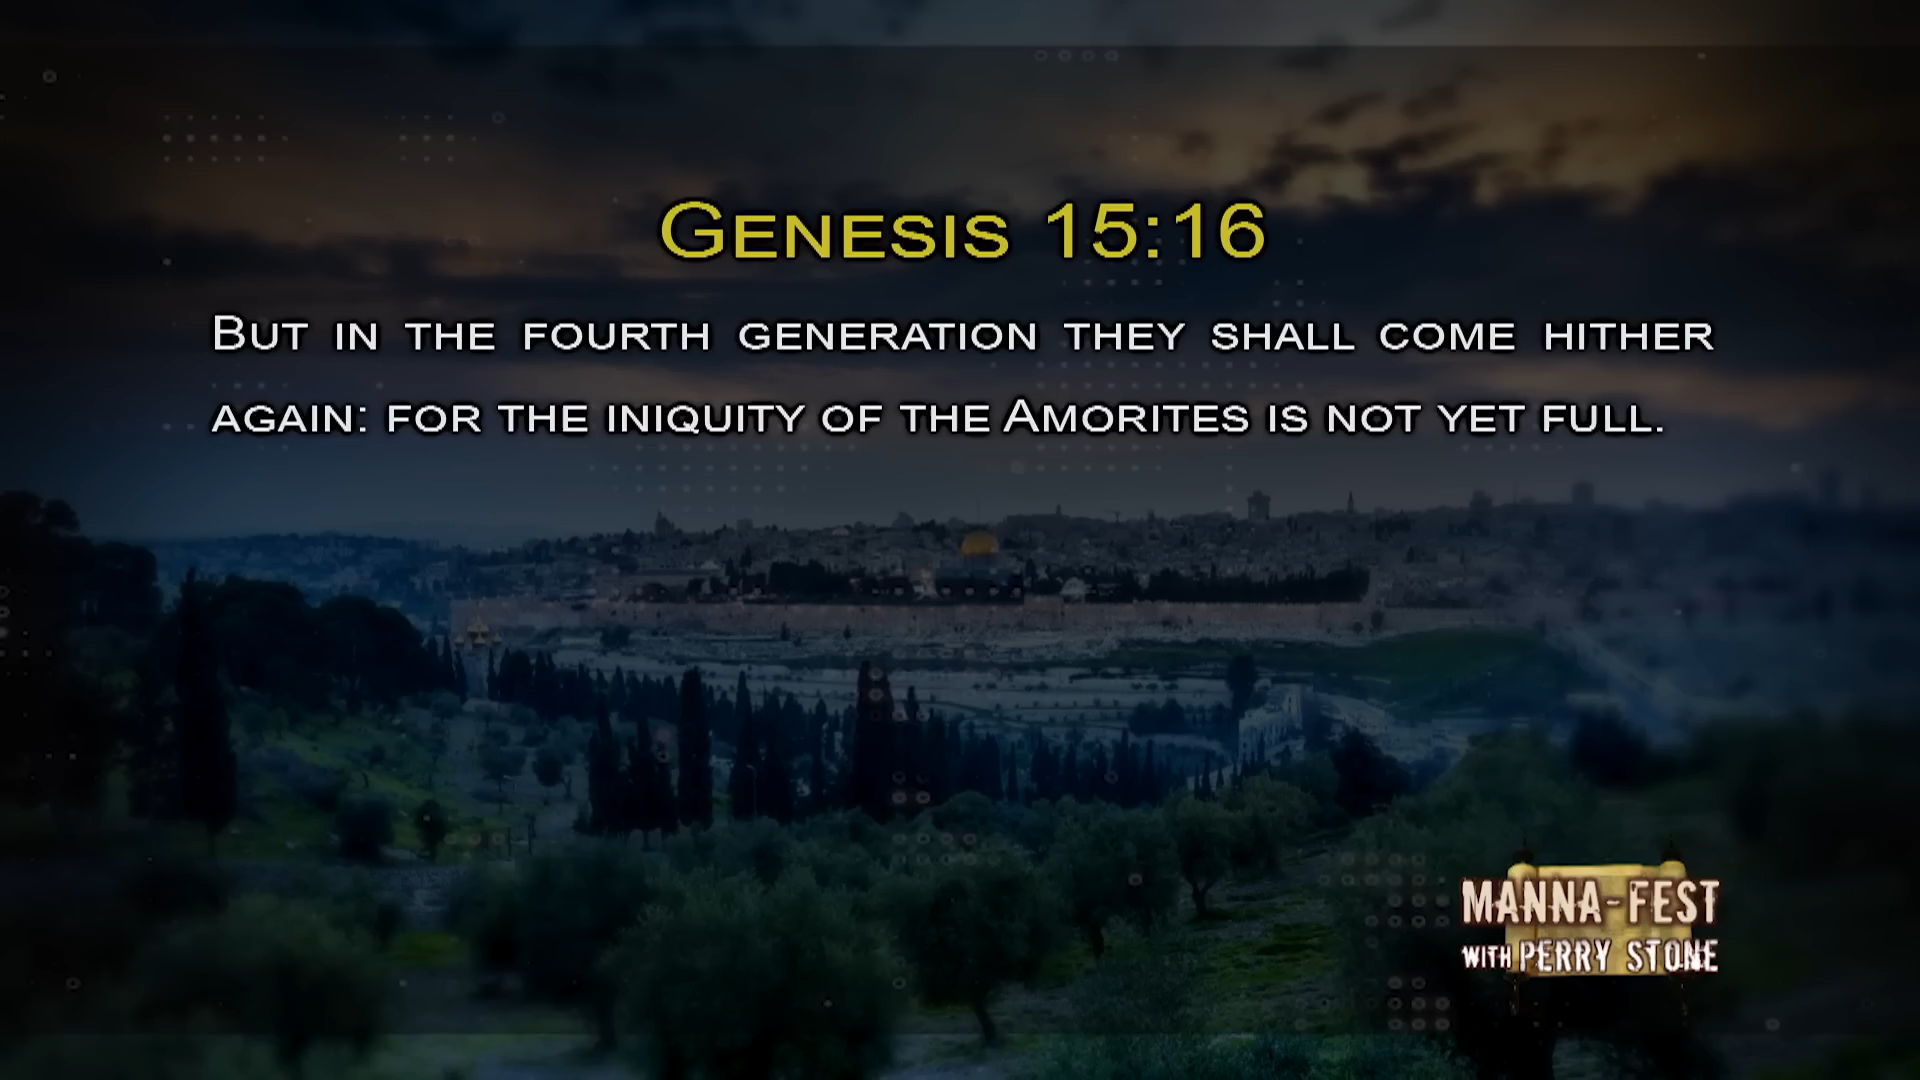 Genesis 15:16
But in the fourth generation they shall come hither
again: for the iniquity of the Amorites is not yet full.
MANNA-FEST
WITH PERRY STONE